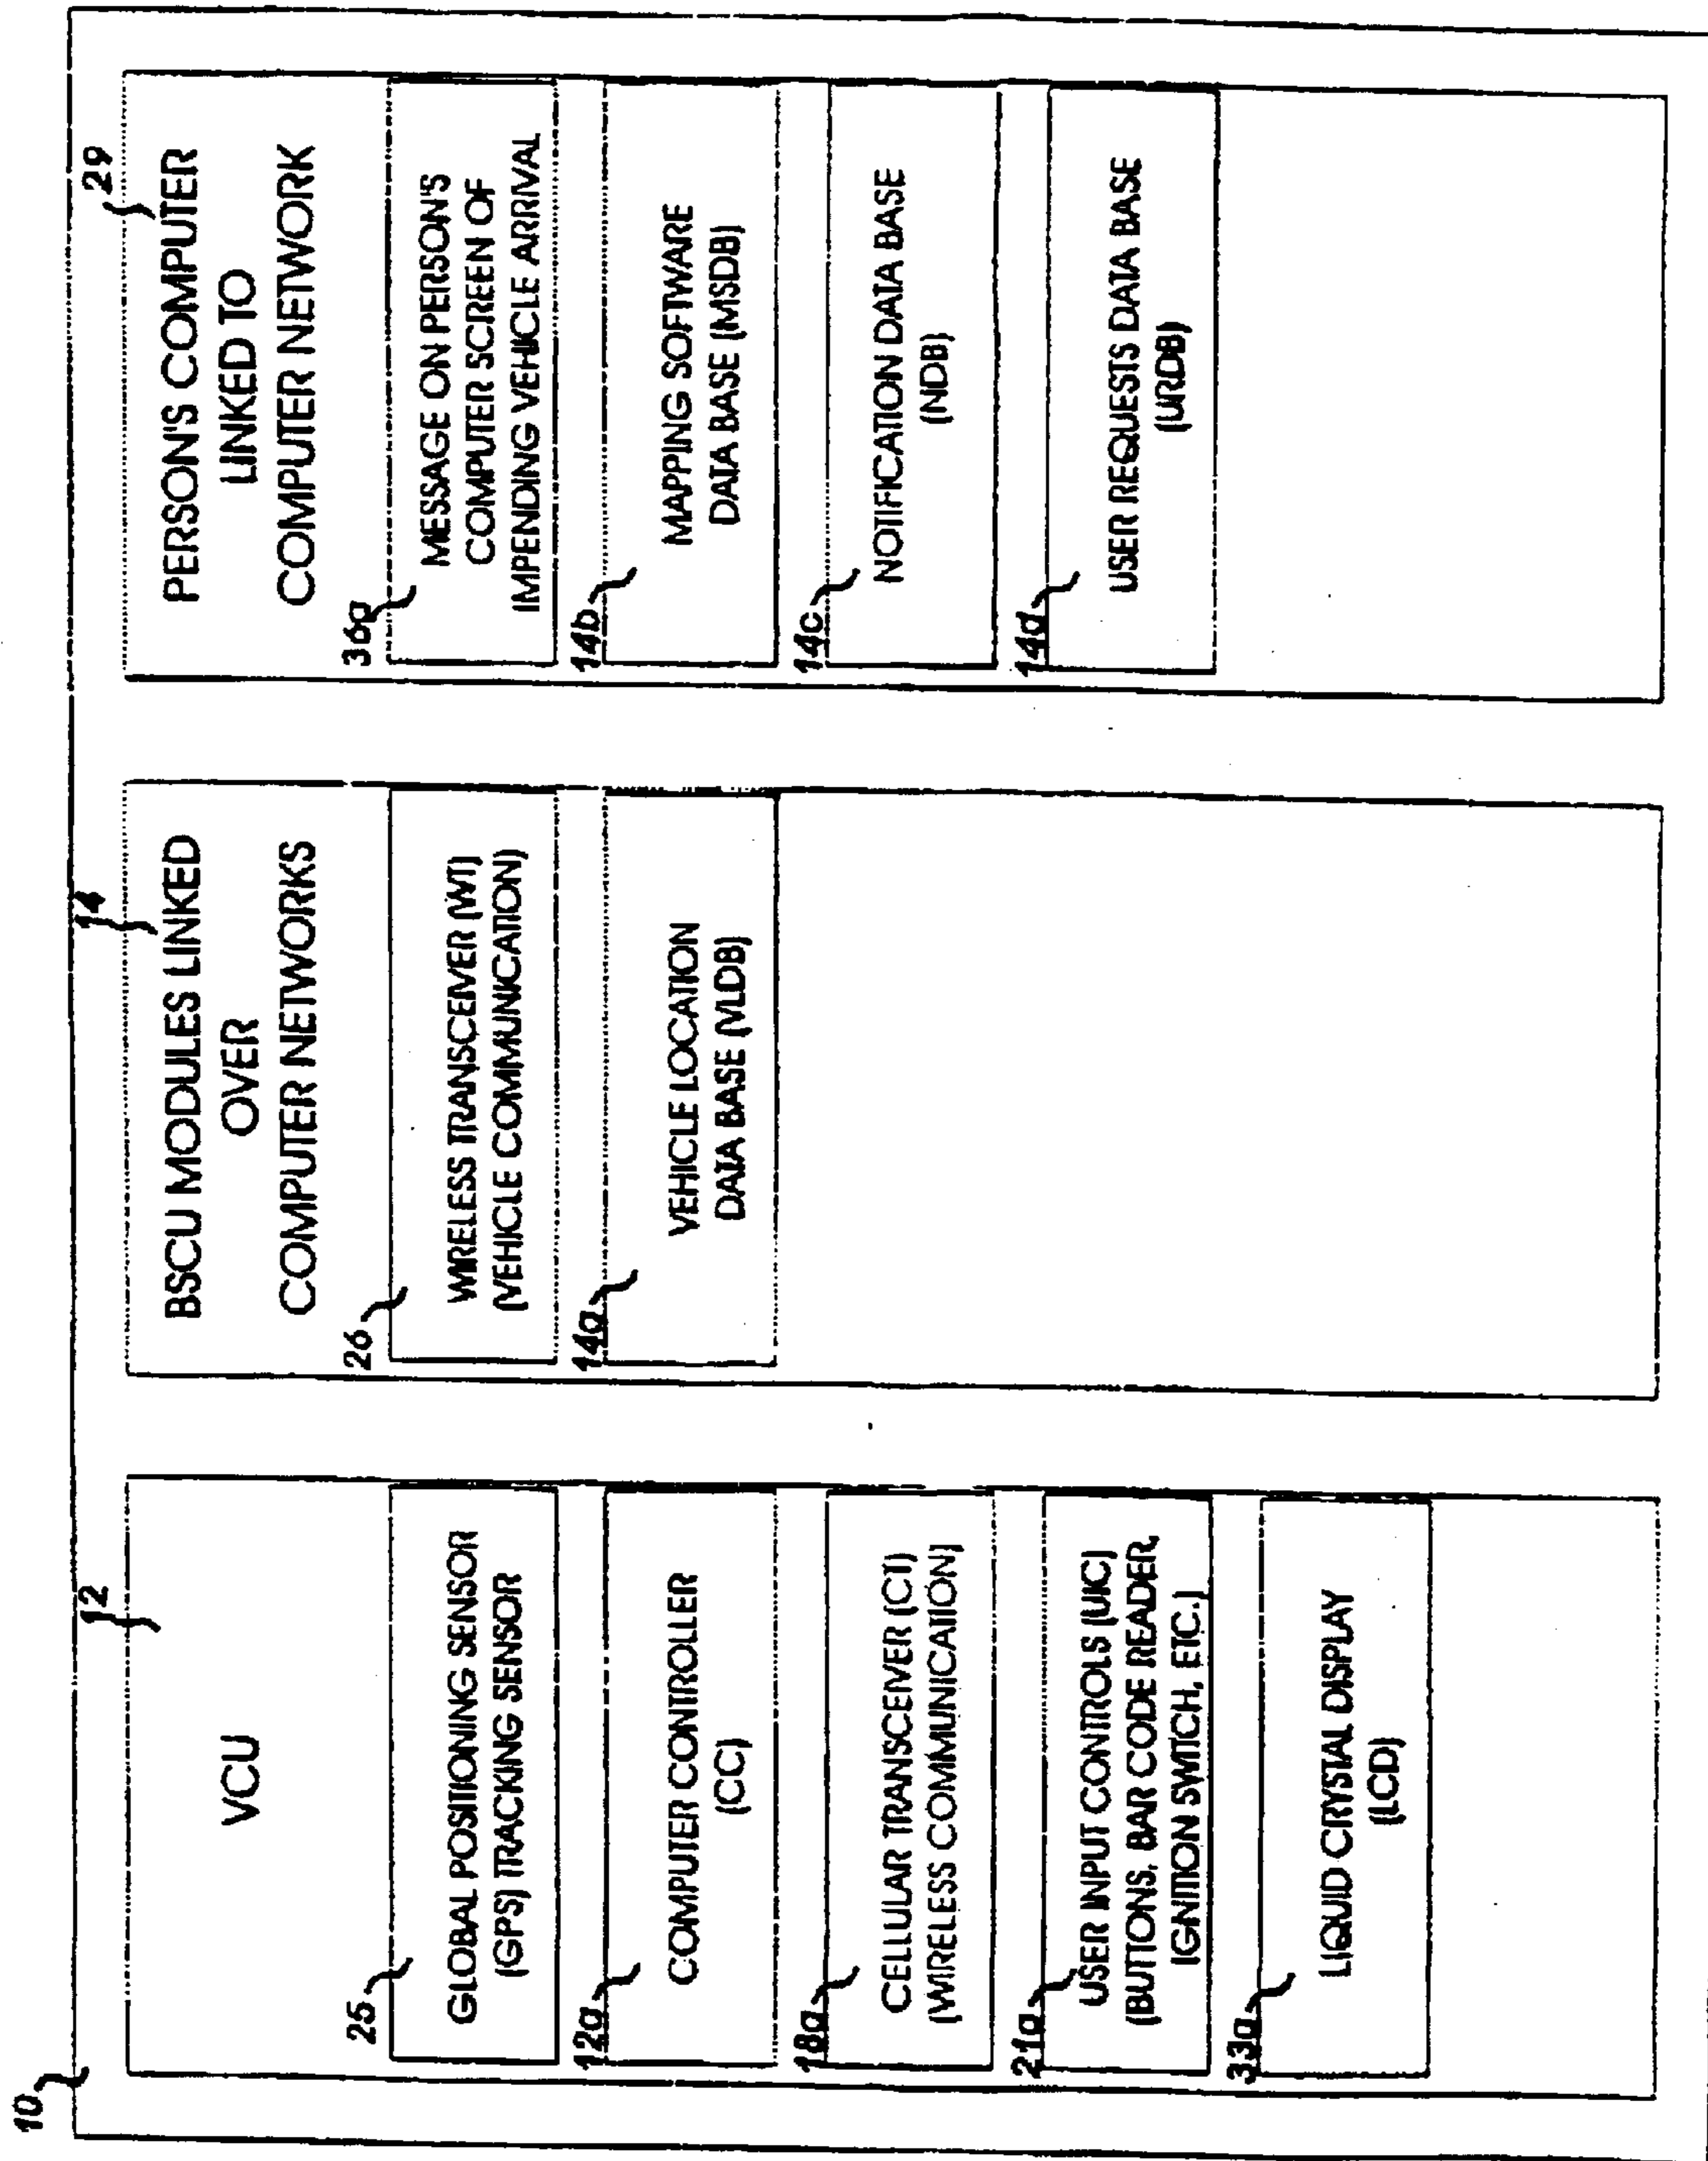 10
12
VCU
25
GLOBAL POSITIONING SENSOR
(GPS) TRACKING SENSOR
12a
COMPUTER CONTROLLER
(CC)
18a
CELLULAR TRANSCEIVER (CT)
(WIRELESS COMMUNICATION)
21a
USER INPUT CONTROLS (UIC)
(BUTTONS, BAR CODE READER,
IGNITION SWITCH, ETC.)
33a
LIQUID CRYSTAL DISPLAY
(LCD)
14
BSCU MODULES LINKED
OVER
COMPUTER NETWORKS
26
WIRELESS TRANSCEIVER (WT)
(VEHICLE COMMUNICATION)
14a
VEHICLE LOCATION
DATA BASE (VLDB)
29
PERSON'S COMPUTER
LINKED TO
COMPUTER NETWORK
36a
MESSAGE ON PERSON'S
COMPUTER SCREEN OF
IMPENDING VEHICLE ARRIVAL
14b
MAPPING SOFTWARE
DATA BASE (MSDB)
14c
NOTIFICATION DATA BASE
(NDB)
14d
USER REQUESTS DATA BASE
(URDB)